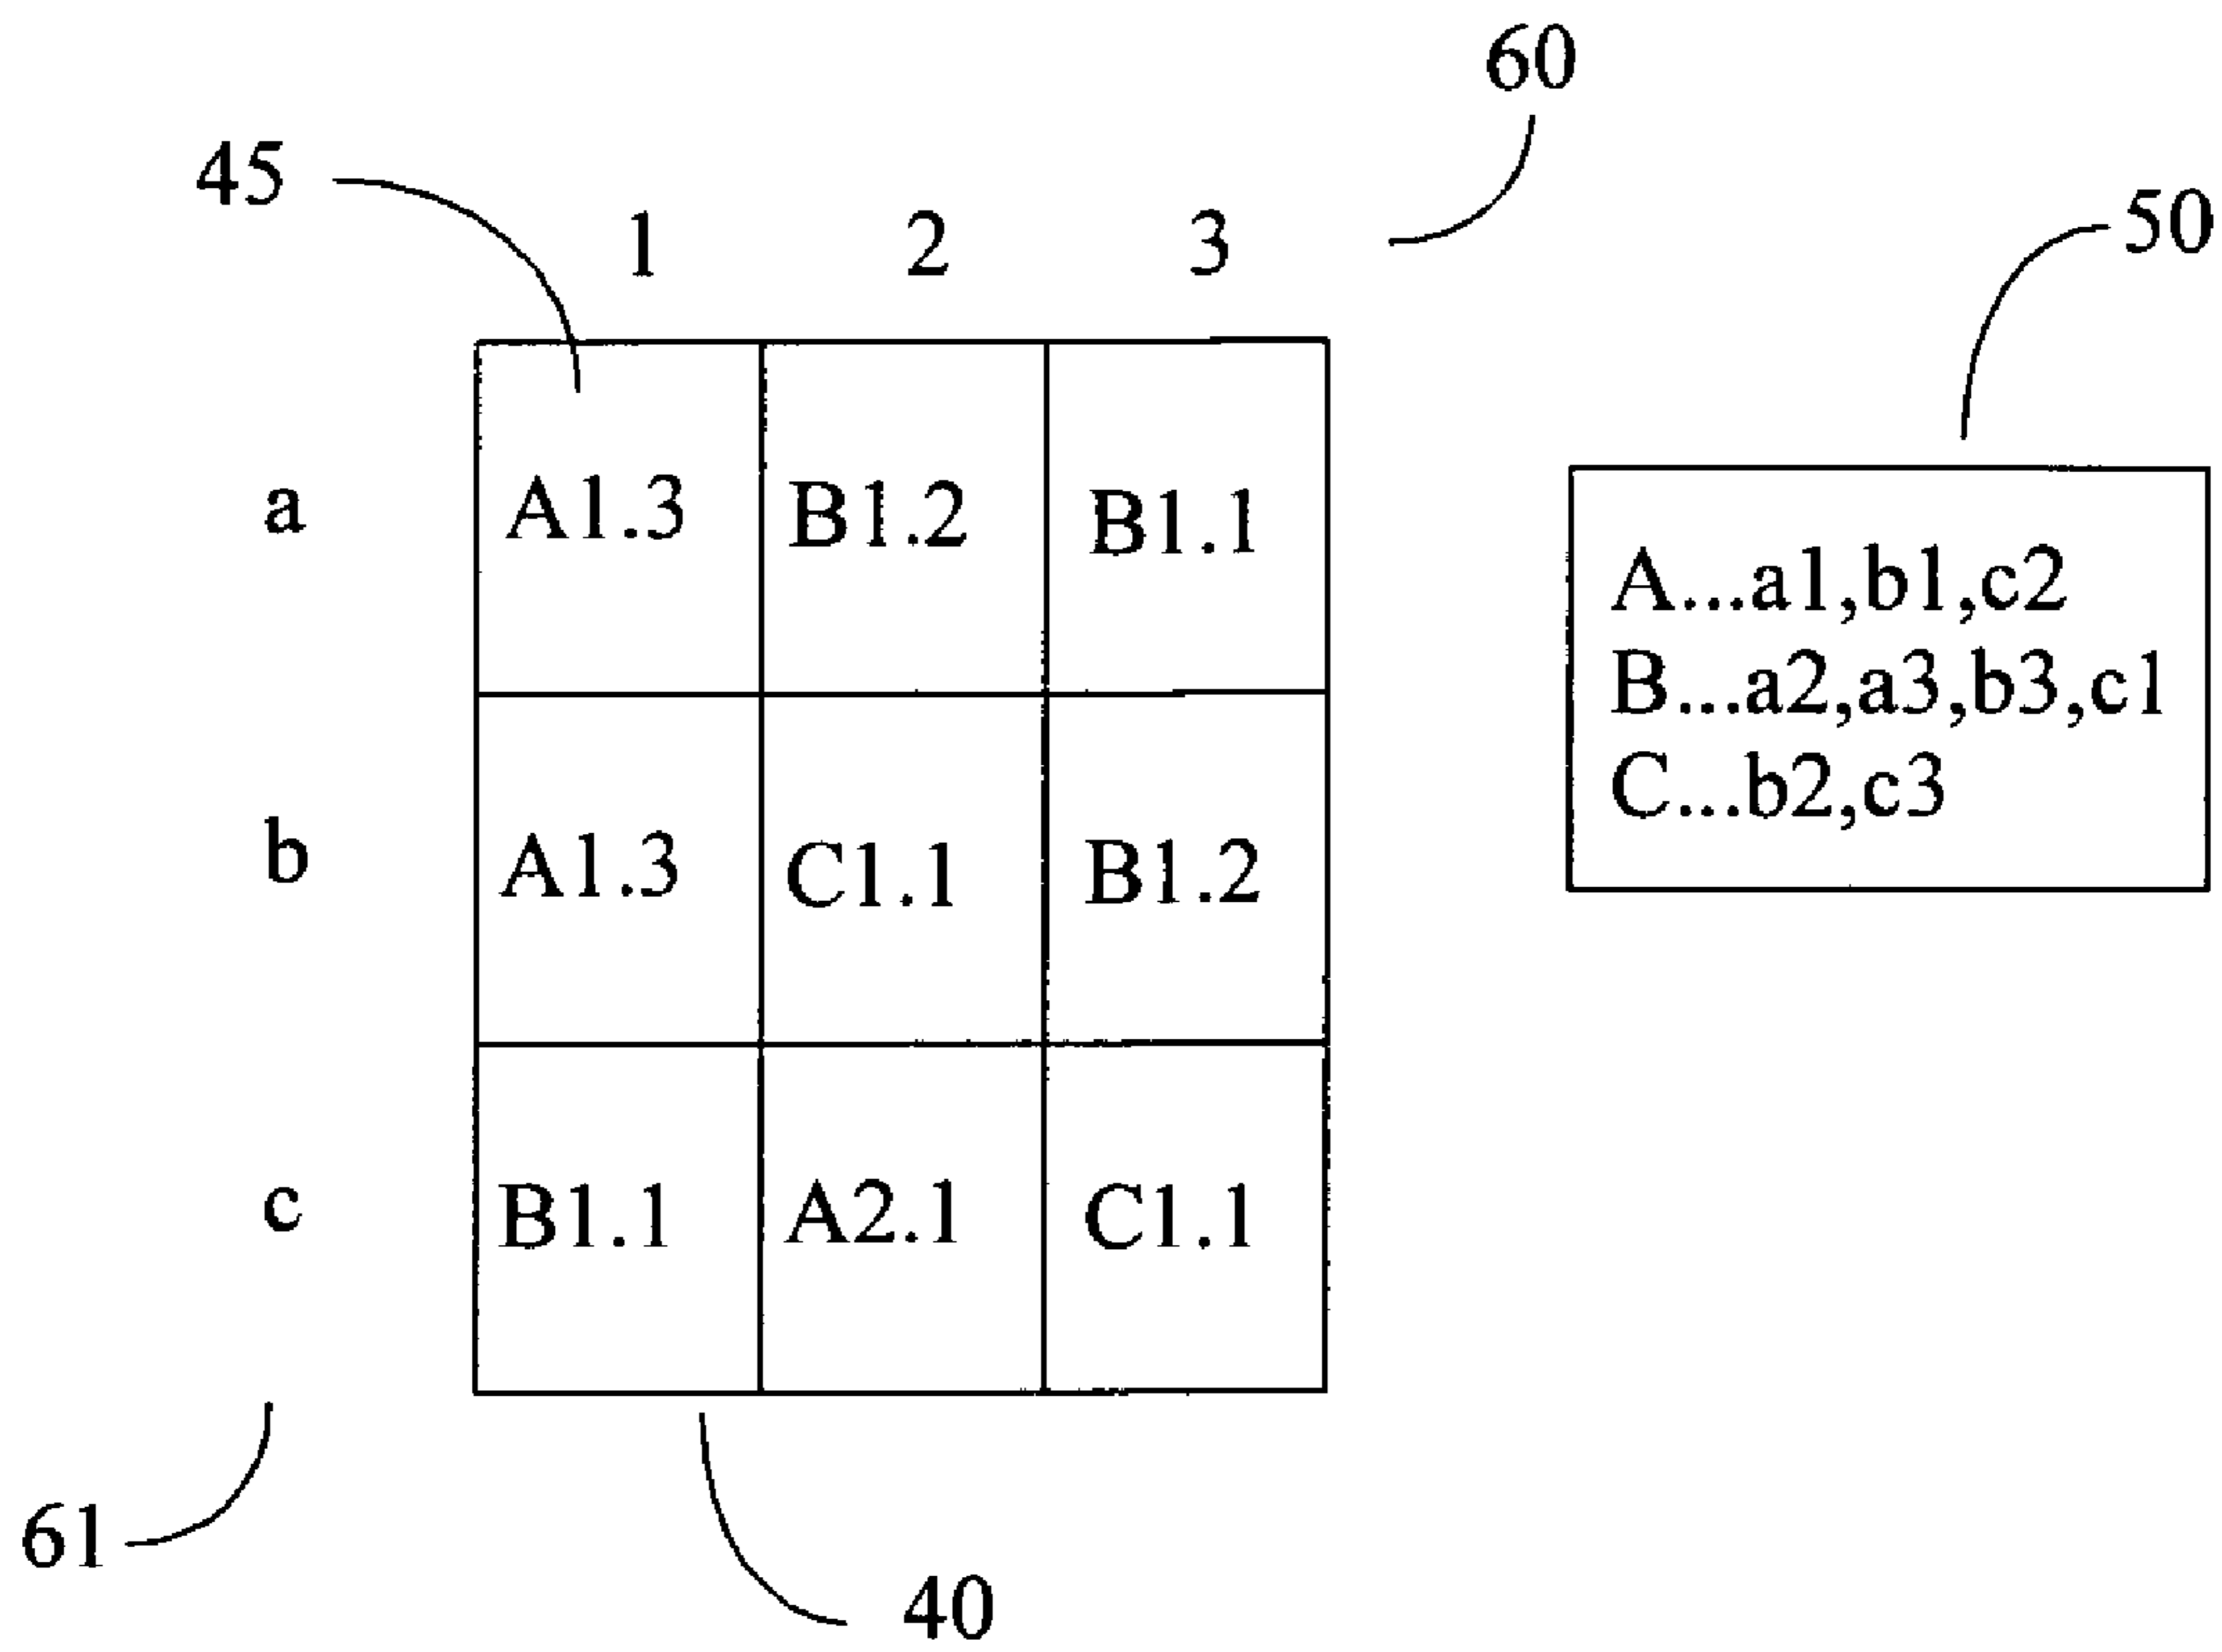 60
45
50
1 2 3
a A1.3 B1.2 B1.1
A...a1,b1,c2
B...a2,a3,b3,c1
C...b2,c3
b A1.3 C1.1 B1.2
c B1.1 A2.1 C1.1
61
40